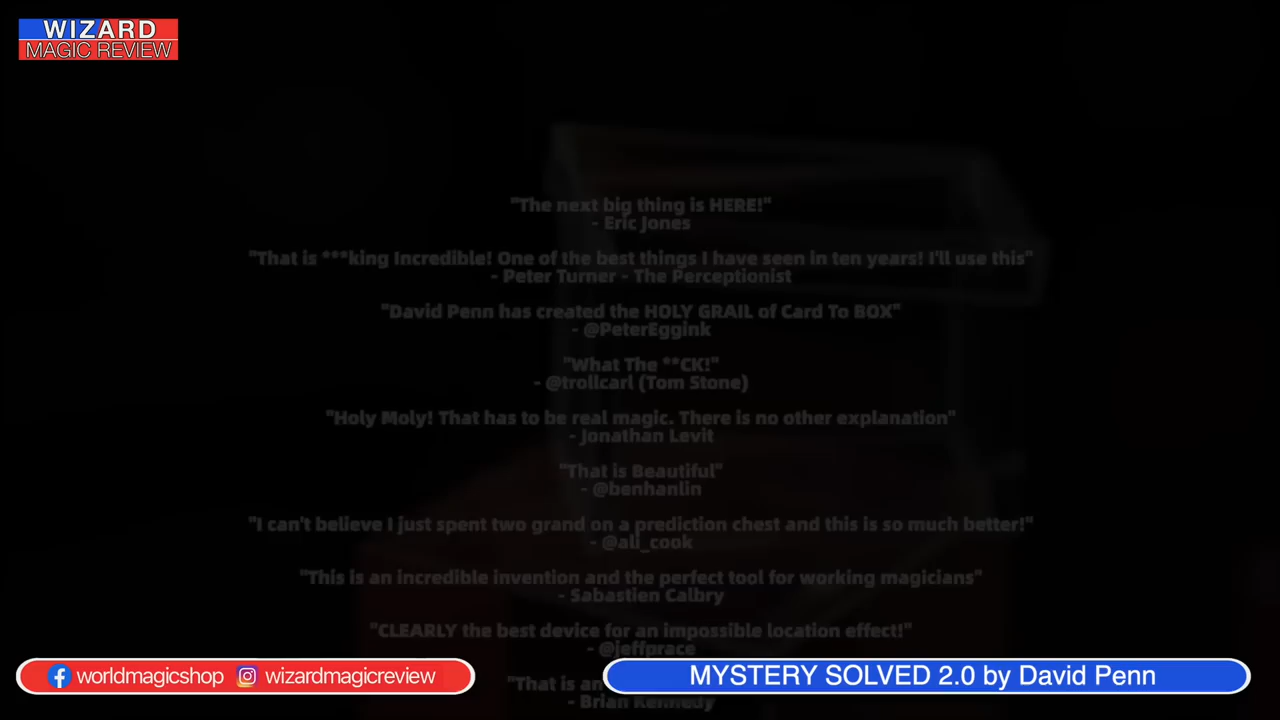 WIZARD
MAGIC REVIEW
"The next big thing is HERE!"
- Eric Jones
"That is ***king Incredible! One of the best things I have seen in ten years! I'll use this"
- Peter Turner - The Perceptionist
"David Penn has created the HOLY GRAIL of Card To BOX"
- @PeterEggink
"What The **CK!"
- @trollcarl (Tom Stone)
"Holy Moly! That has to be real magic. There is no other explanation"
- Jonathan Levit
"That is Beautiful"
- @benhanlin
"I can't believe I just spent two grand on a prediction chest and this is so much better!"
- @ali_cook
"This is an incredible invention and the perfect tool for working magicians"
- Sabastien Calbry
"CLEARLY the best device for an impossible location effect!"
- @jeffprace
"That is an
- Brian Kennedy
worldmagicshop wizardmagicreview
MYSTERY SOLVED 2.0 by David Penn